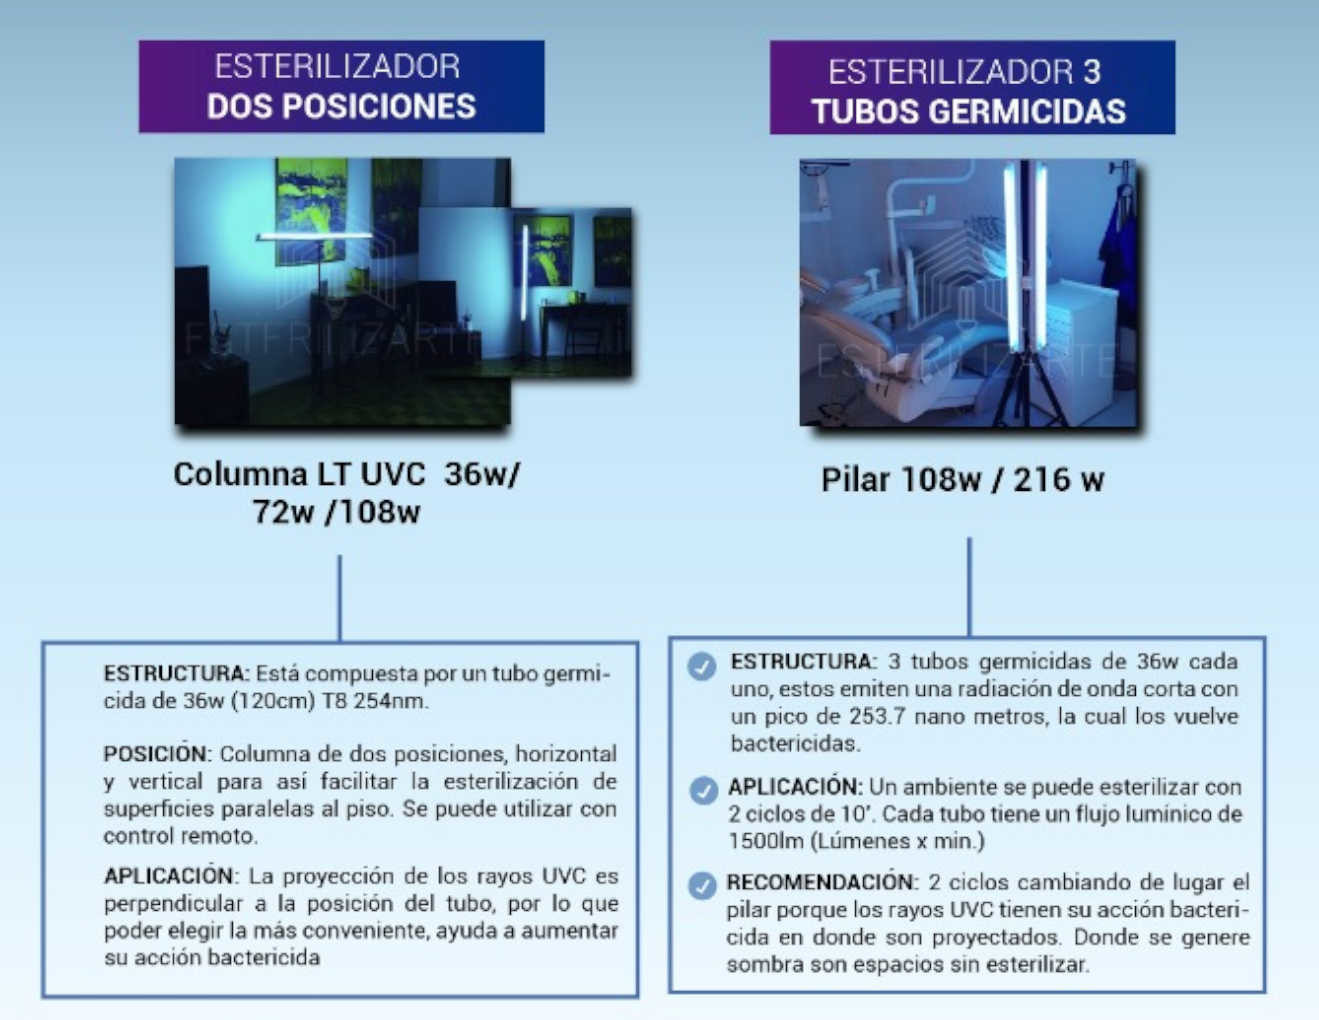 ESTERILIZADOR
DOS POSICIONES
ESTERILIZARTE
Columna LT UVC 36w/
72w /108w
ESTRUCTURA: Está compuesta por un tubo germi-
cida de 36w (120cm) T8 254nm.
POSICIÓN: Columna de dos posiciones, horizontal
y vertical para así facilitar la esterilización de
superficies paralelas al piso. Se puede utilizar con
control remoto.
APLICACIÓN: La proyección de los rayos UVC es
perpendicular a la posición del tubo, por lo que
poder elegir la más conveniente, ayuda a aumentar
su acción bactericida
ESTERILIZADOR 3
TUBOS GERMICIDAS
ESTERILIZARTE
Pilar 108w / 216 w
ESTRUCTURA: 3 tubos germicidas de 36w cada
uno, estos emiten una radiación de onda corta con
un pico de 253.7 nano metros, la cual los vuelve
bactericidas.
APLICACIÓN: Un ambiente se puede esterilizar con
2 ciclos de 10'. Cada tubo tiene un flujo lumínico de
1500lm (Lúmenes x min.)
RECOMENDACIÓN: 2 ciclos cambiando de lugar el
pilar porque los rayos UVC tienen su acción bacteri-
cida en donde son proyectados. Donde se genere
sombra son espacios sin esterilizar.